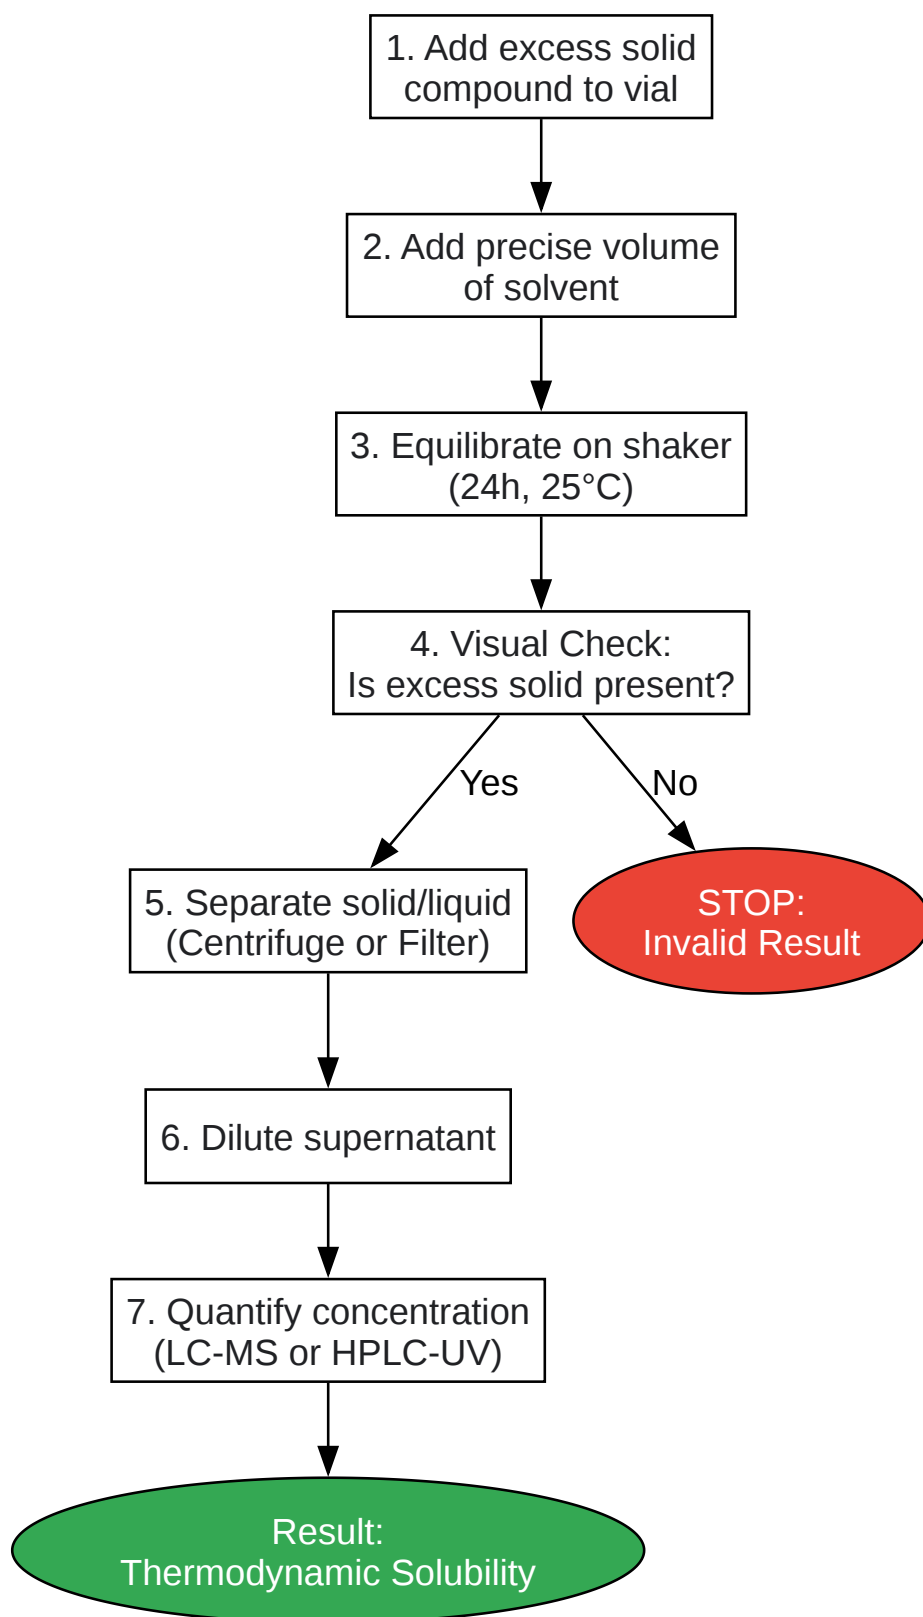 1. Add excess solid
compound to vial
2. Add precise volume
of solvent
3. Equilibrate on shaker
(24h, 25°C)
4. Visual Check:
Is excess solid present?
Yes
No
5. Separate solid/liquid
(Centrifuge or Filter)
STOP:
Invalid Result
6. Dilute supernatant
7. Quantify concentration
(LC-MS or HPLC-UV)
Result:
Thermodynamic Solubility